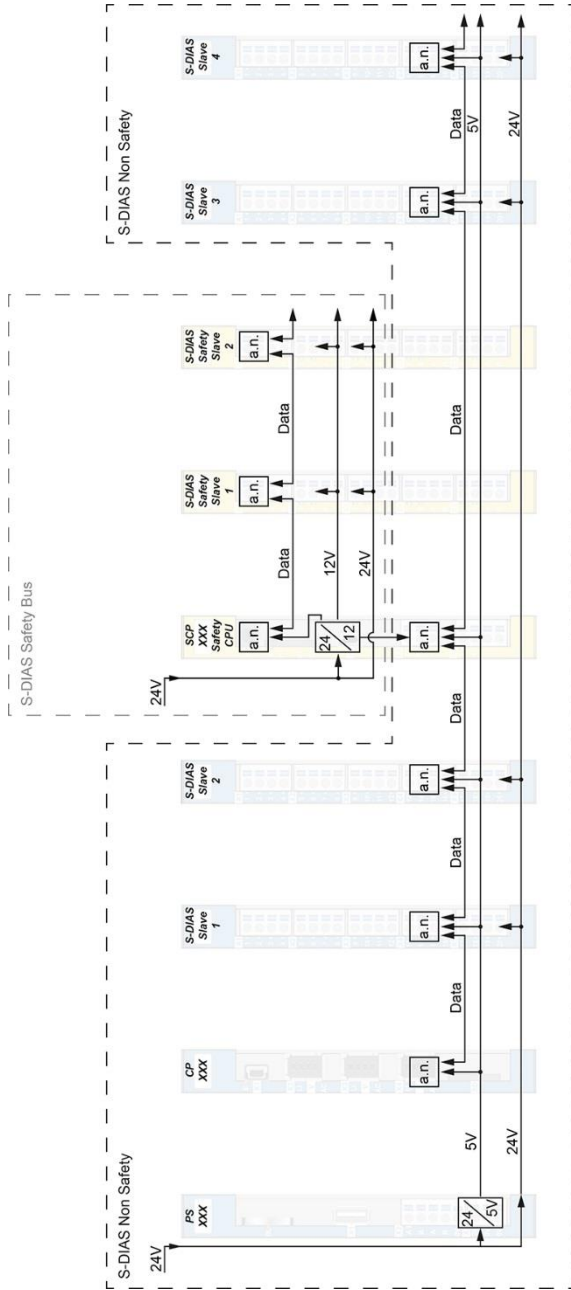 S-DIAS Safety Bus
S-DIAS Non Safety
S-DIAS Non Safety
24V
24V
PS
XXX
CP
XXX
S-DIAS
Slave
1
S-DIAS
Slave
2
SCP
XXX
Safety
CPU
S-DIAS
Safety
Slave
1
S-DIAS
Safety
Slave
2
S-DIAS
Slave
3
S-DIAS
Slave
4
a.n.
a.n.
a.n.
Data
Data
24
12
12V
24V
a.n.
a.n.
a.n.
a.n.
a.n.
a.n.
Data
Data
Data
Data
Data
24
5V
5V
5V
24V
24V